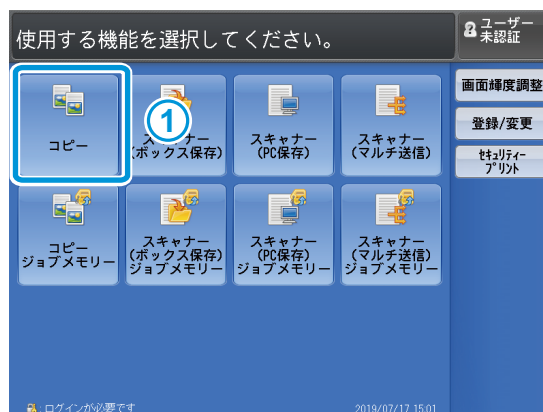 使用する機能を選択してください。
ユーザー
未認証
画面輝度調整
登録/変更
ｾｷｭﾘﾃｨｰ
ﾌﾟﾘﾝﾄ
①
コピー
スキャナー
(ボックス保存)
スキャナー
(PC保存)
スキャナー
(マルチ送信)
コピー
ジョブメモリー
スキャナー
(ボックス保存)
ジョブメモリー
スキャナー
(PC保存)
ジョブメモリー
スキャナー
(マルチ送信)
ジョブメモリー
:ログインが必要です
2019/07/17 15:01